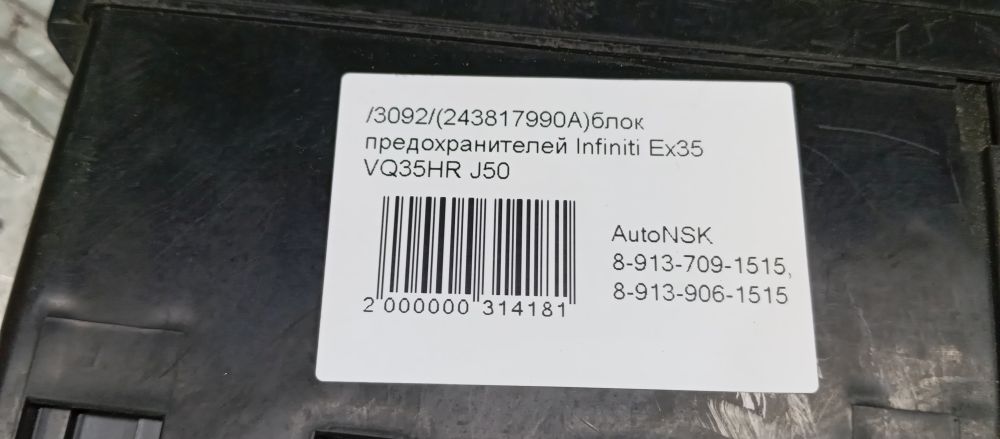 /3092/(243817990A)блок
предохранителей Infiniti Ex35
VQ35HR J50
AutoNSK
8-913-709-1515,
8-913-906-1515
2 000000 314181